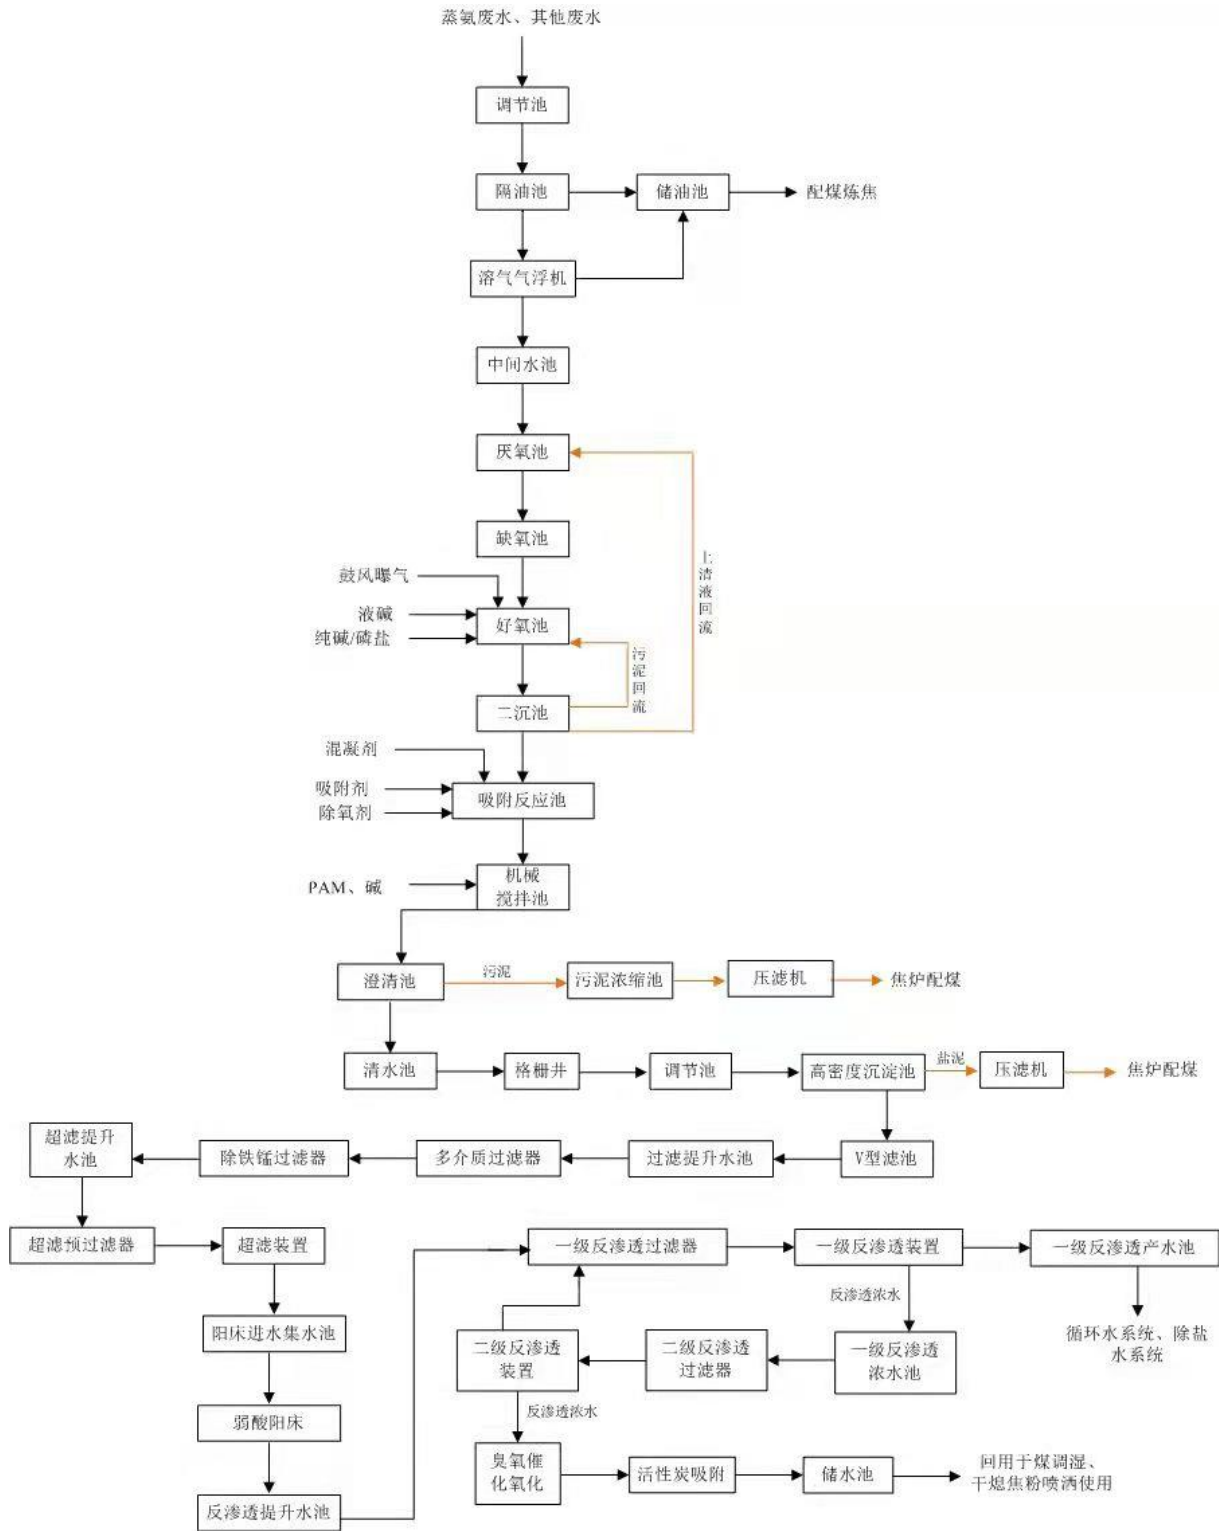 蒸氨废水、其他废水
调节池
隔油池
储油池
配煤炼焦
溶气气浮机
中间水池
厌氧池
缺氧池
上清液回流
鼓风曝气
液碱
纯碱/磷盐
好氧池
污泥回流
二沉池
混凝剂
吸附剂
除氧剂
吸附反应池
PAM、碱
机械
搅拌池
澄清池
污泥
污泥浓缩池
压滤机
焦炉配煤
清水池
格栅井
调节池
高密度沉淀池
盐泥
压滤机
焦炉配煤
超滤提升
水池
除铁锰过滤器
多介质过滤器
过滤提升水池
V型滤池
超滤预过滤器
超滤装置
一级反渗透过滤器
一级反渗透装置
一级反渗透产水池
反渗透浓水
阳床进水集水池
二级反渗透
装置
二级反渗透
过滤器
一级反渗透
浓水池
循环水系统、除盐
水系统
反渗透浓水
弱酸阳床
臭氧催
化氧化
活性炭吸附
储水池
回用于煤调湿、
干熄焦粉喷洒使用
反渗透提升水池